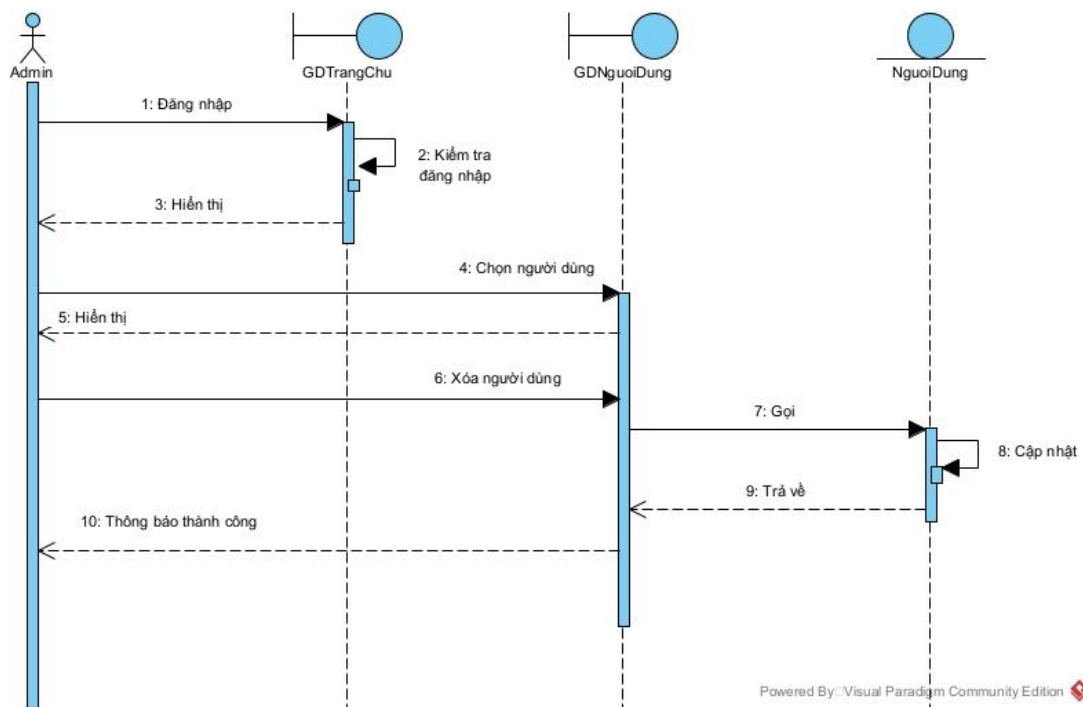 Admin
GDTrangChu
GDNguoiDung
NguoiDung
1: Đăng nhập
2: Kiểm tra
đăng nhập
3: Hiển thị
4: Chọn người dùng
5: Hiển thị
6: Xóa người dùng
7: Gọi
8: Cập nhật
9: Trả về
10: Thông báo thành công
Powered By Visual Paradigm Community Edition